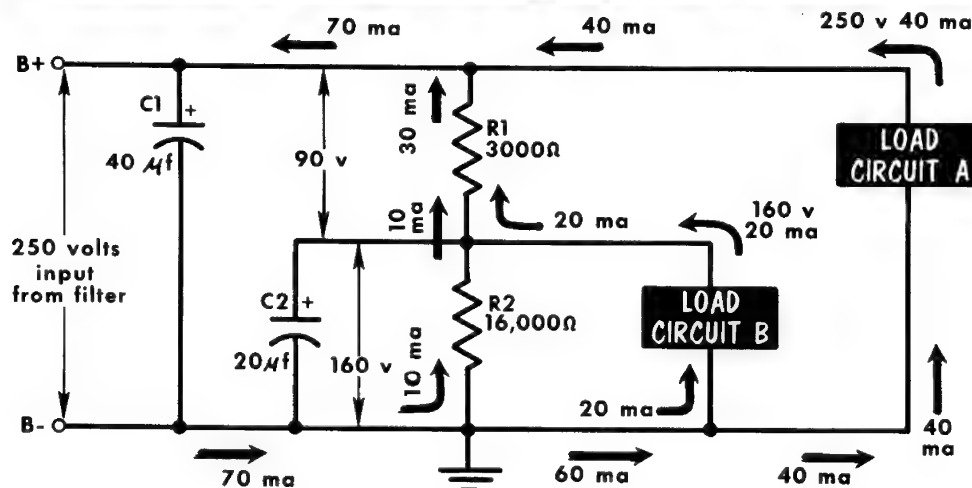 70 ma
40 ma
250 v 40 ma
B+
C1
+
40 μf
90 v
30 ma
R1
3000Ω
LOAD
CIRCUIT A
10 ma
20 ma
160 v
20 ma
250 volts
input
from filter
C2
+
20μf
160 v
R2
16,000Ω
LOAD
CIRCUIT B
10 ma
20 ma
40
ma
B-
70 ma
60 ma
40 ma